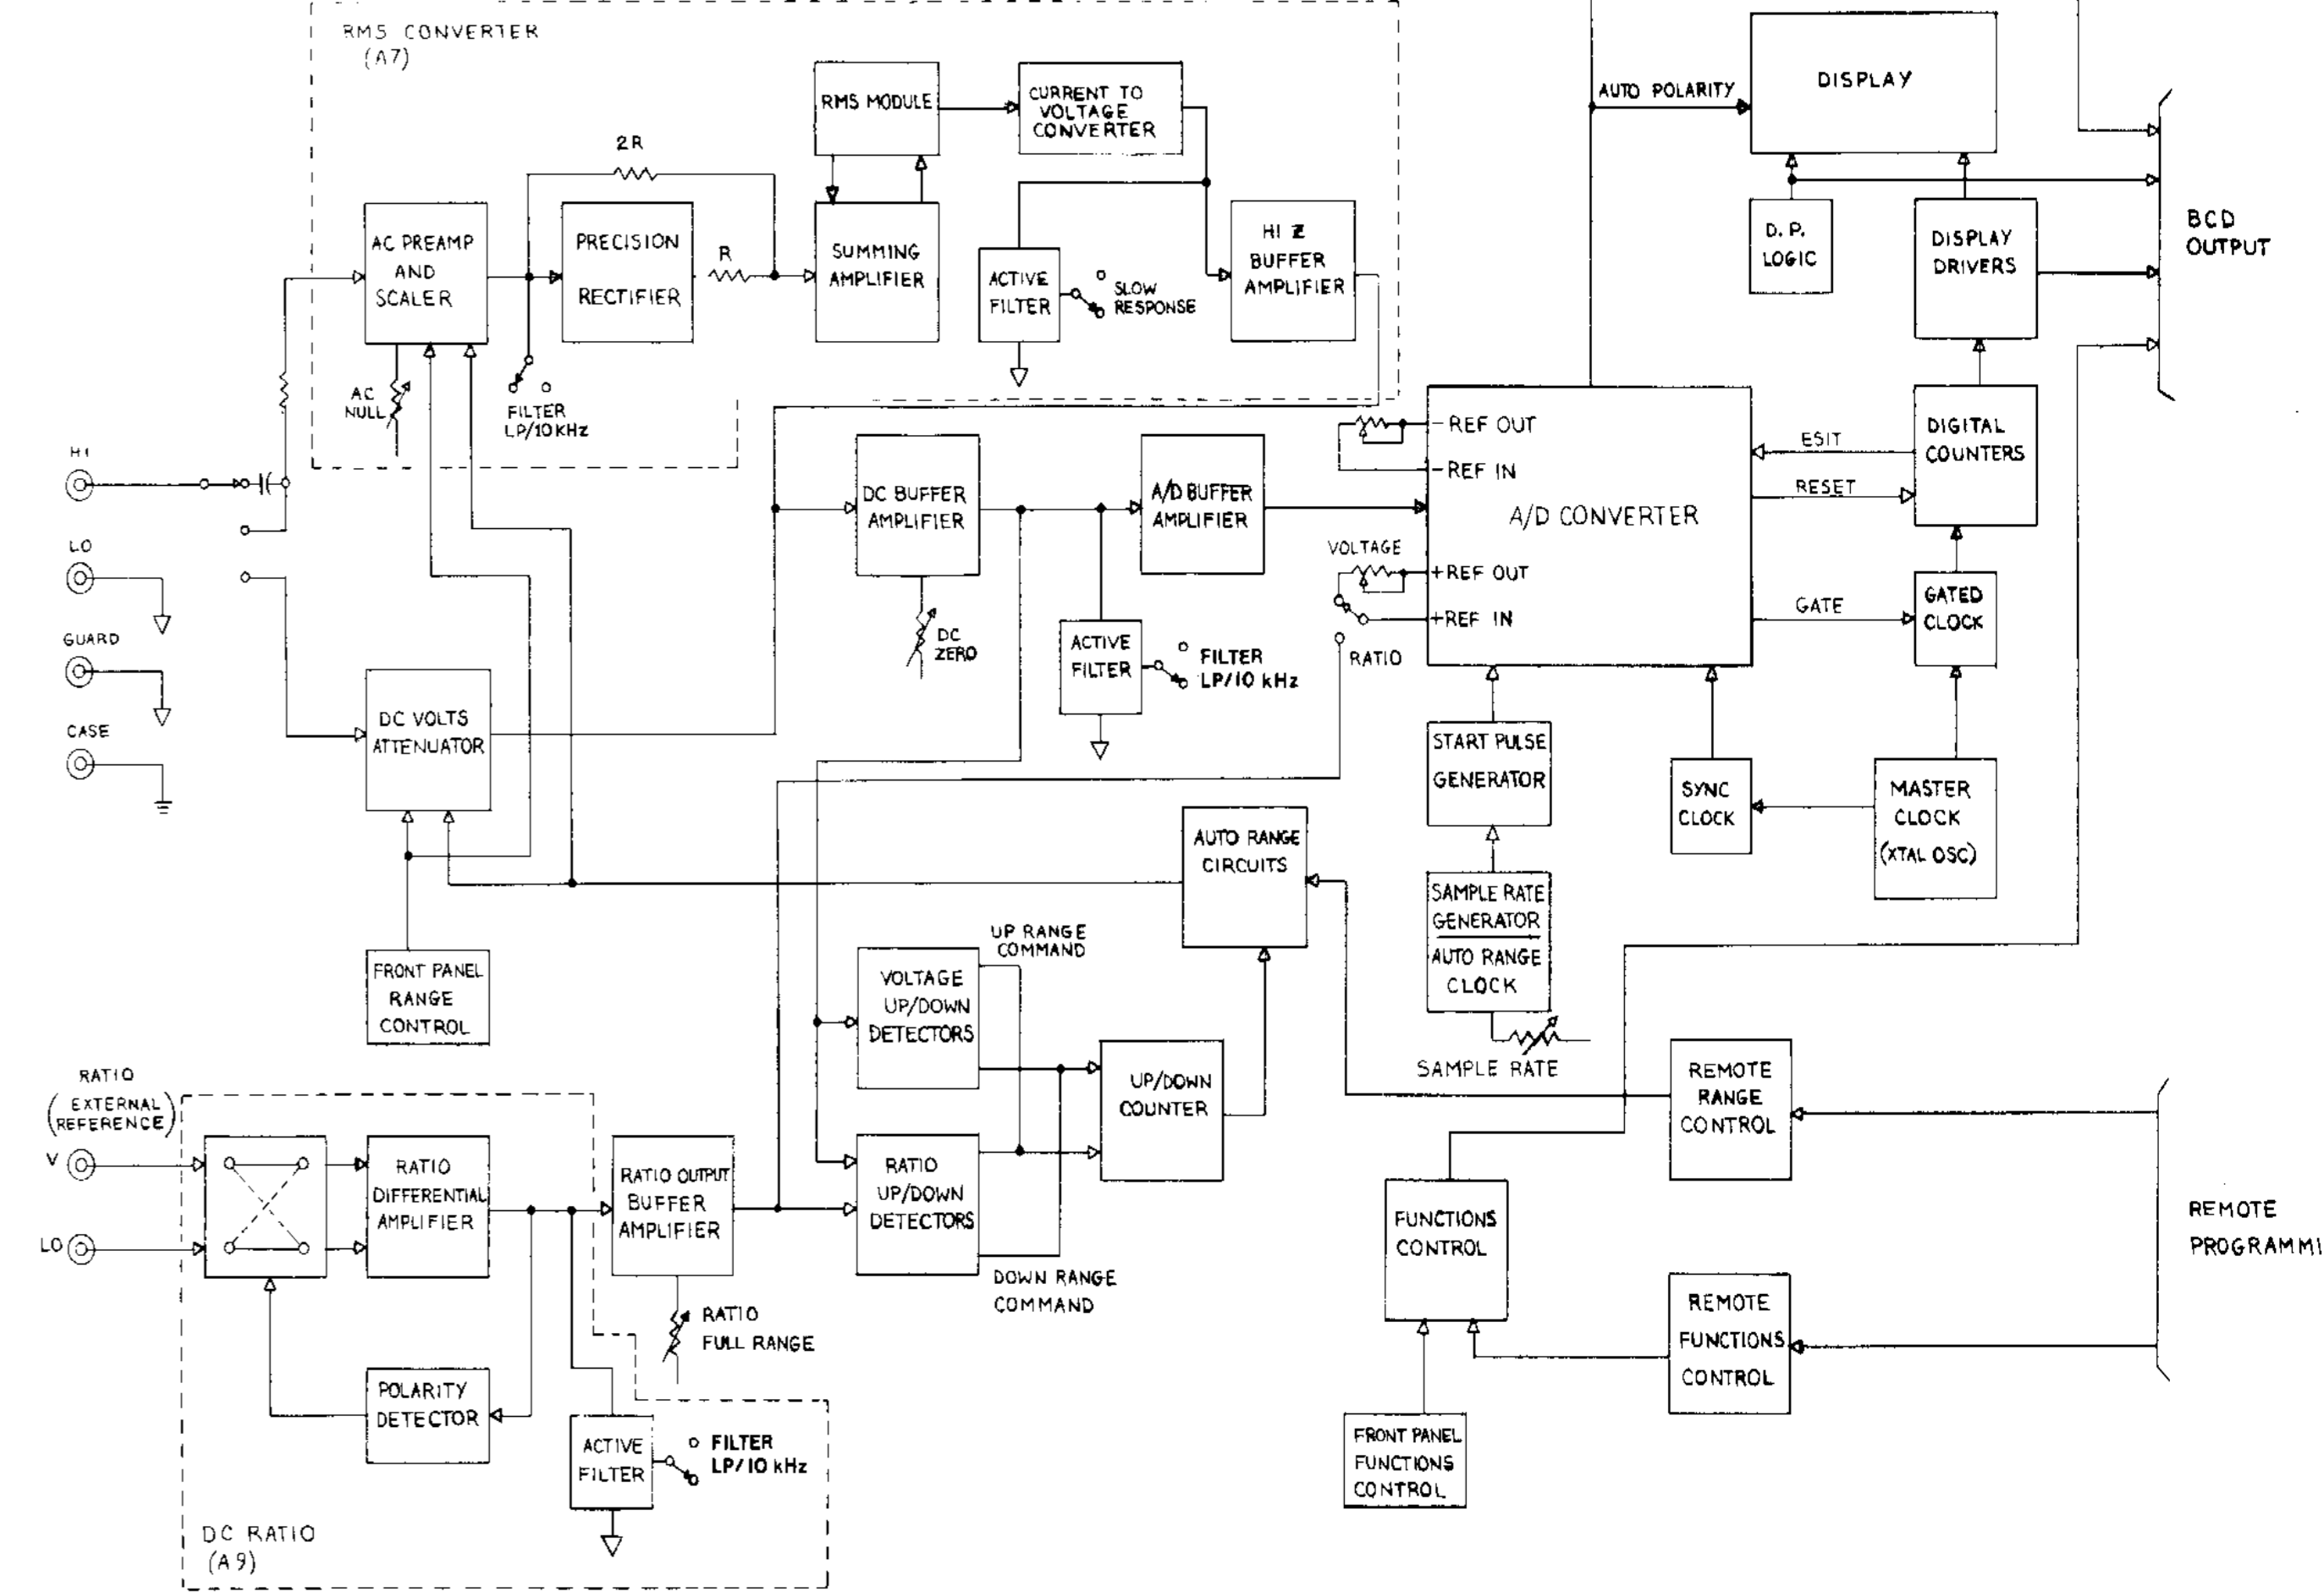 RMS CONVERTER
(A7)
2R
RMS MODULE
CURRENT TO
VOLTAGE
CONVERTER
AC PREAMP
AND
SCALER
PRECISION
RECTIFIER
R
SUMMING
AMPLIFIER
ACTIVE
FILTER
SLOW
RESPONSE
HI Z
BUFFER
AMPLIFIER
AC
NULL
FILTER
LP/10KHz
AUTO POLARITY
DISPLAY
D. P.
LOGIC
DISPLAY
DRIVERS
BCD
OUTPUT
HI
LO
GUARD
CASE
DC VOLTS
ATTENUATOR
DC BUFFER
AMPLIFIER
DC
ZERO
A/D BUFFER
AMPLIFIER
ACTIVE
FILTER
FILTER
LP/10 kHz
- REF OUT
- REF IN
A/D CONVERTER
VOLTAGE
+REF OUT
+REF IN
RATIO
ESIT
RESET
GATE
DIGITAL
COUNTERS
GATED
CLOCK
START PULSE
GENERATOR
SYNC
CLOCK
MASTER
CLOCK
(XTAL OSC)
AUTO RANGE
CIRCUITS
SAMPLE RATE
GENERATOR
AUTO RANGE
CLOCK
SAMPLE RATE
FRONT PANEL
RANGE
CONTROL
UP RANGE
COMMAND
VOLTAGE
UP/DOWN
DETECTORS
UP/DOWN
COUNTER
RATIO
UP/DOWN
DETECTORS
DOWN RANGE
COMMAND
REMOTE
RANGE
CONTROL
FUNCTIONS
CONTROL
REMOTE
FUNCTIONS
CONTROL
FRONT PANEL
FUNCTIONS
CONTROL
REMOTE
PROGRAMMI
RATIO
(EXTERNAL
REFERENCE)
V
LO
RATIO
DIFFERENTIAL
AMPLIFIER
RATIO OUTPUT
BUFFER
AMPLIFIER
RATIO
FULL RANGE
POLARITY
DETECTOR
ACTIVE
FILTER
FILTER
LP/10 kHz
DC RATIO
(A9)